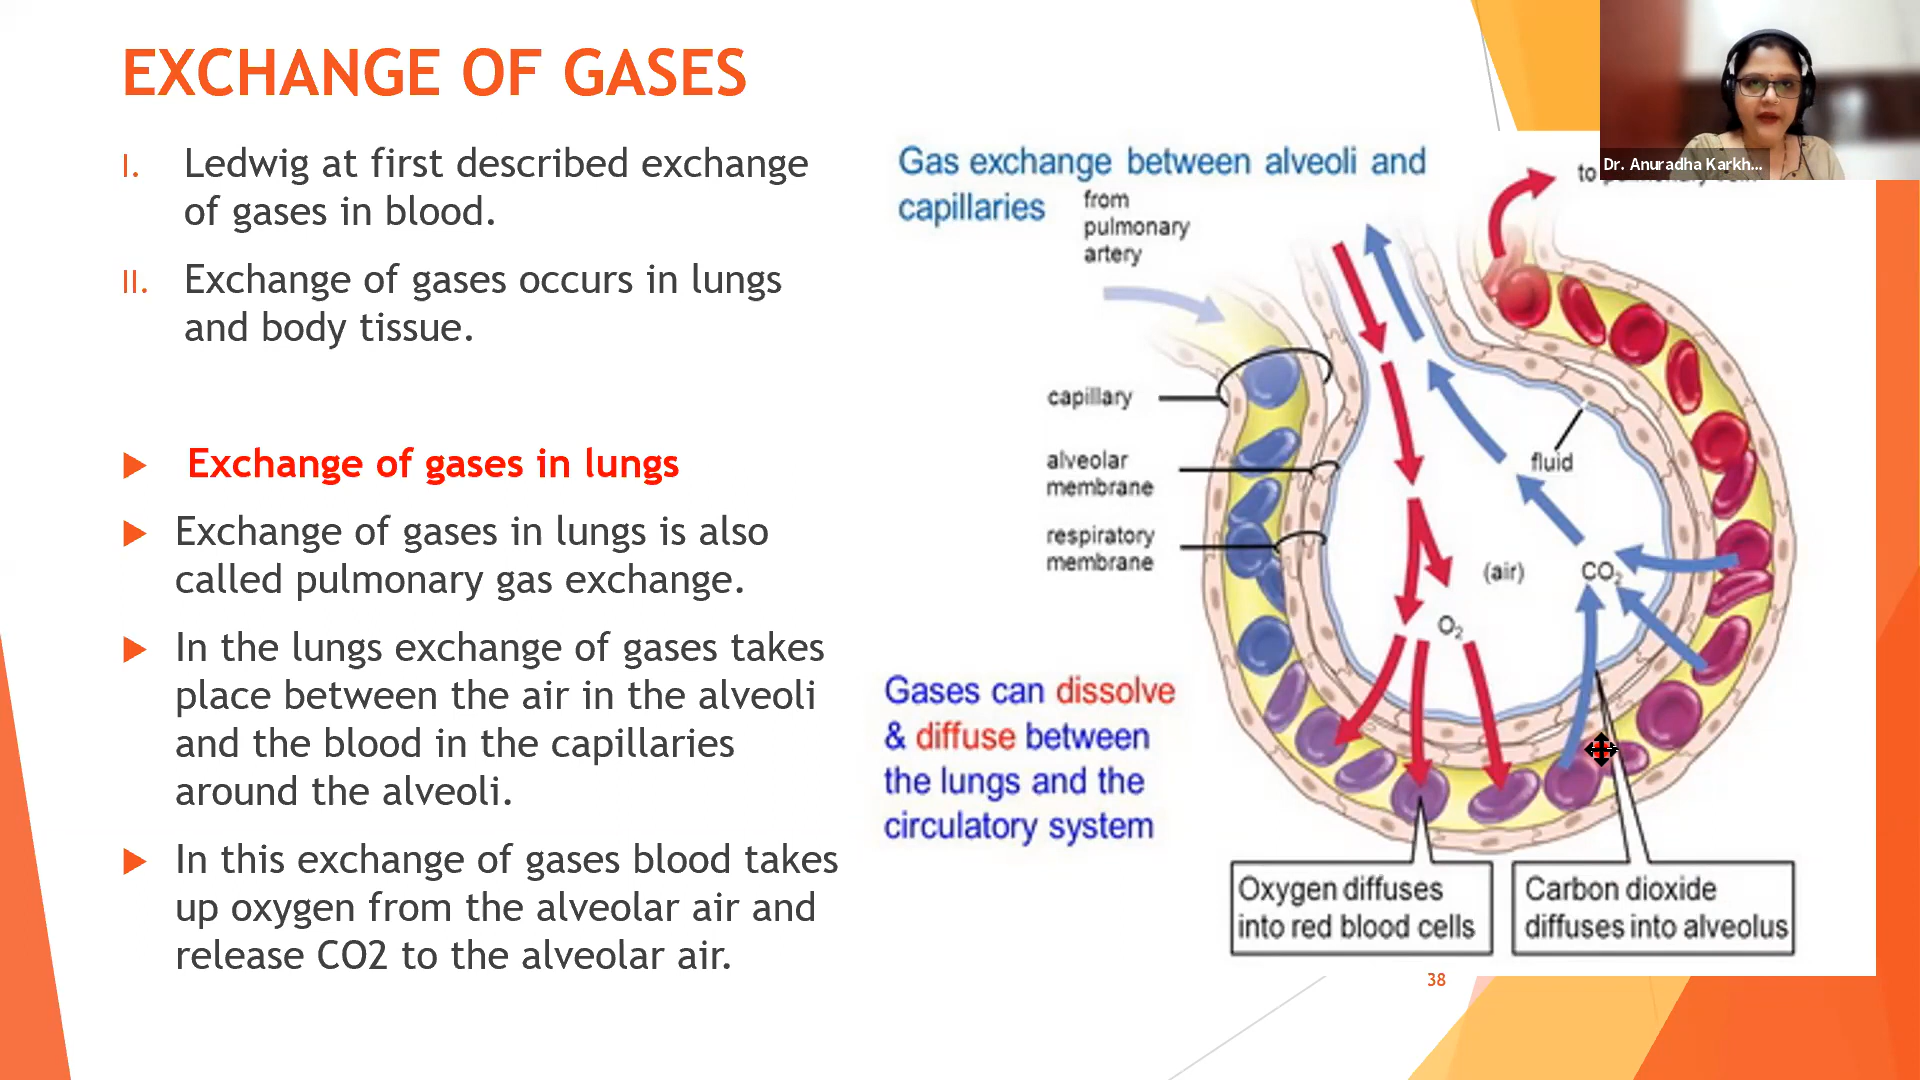 EXCHANGE OF GASES
I. Ledwig at first described exchange
of gases in blood.
II. Exchange of gases occurs in lungs
and body tissue.
Exchange of gases in lungs
Exchange of gases in lungs is also
called pulmonary gas exchange.
In the lungs exchange of gases takes
place between the air in the alveoli
and the blood in the capillaries
around the alveoli.
In this exchange of gases blood takes
up oxygen from the alveolar air and
release CO2 to the alveolar air.
Gas exchange between alveoli and
capillaries
from
pulmonary
artery
to
capillary
alveolar
membrane
respiratory
membrane
fluid
(air)
CO₂
O₂
Gases can dissolve
& diffuse between
the lungs and the
circulatory system
Oxygen diffuses
into red blood cells
Carbon dioxide
diffuses into alveolus
38
Dr. Anuradha Karkh...